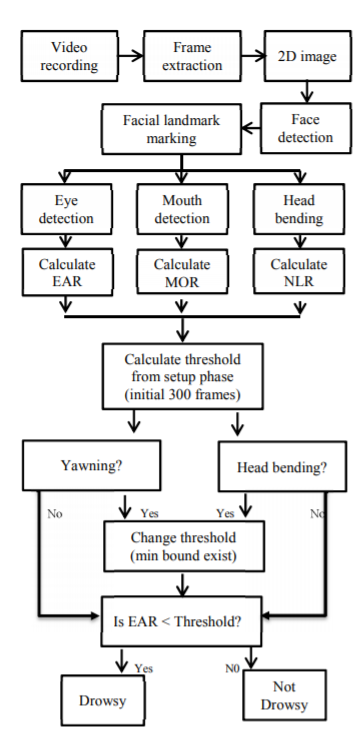 Video
recording
Frame
extraction
2D image
Facial landmark
marking
Face
detection
Eye
detection
Mouth
detection
Head
bending
Calculate
EAR
Calculate
MOR
Calculate
NLR
Calculate threshold
from setup phase
(initial 300 frames)
Yawning?
Head bending?
No
Yes
Yes
No
Change threshold
(min bound exist)
Is EAR < Threshold?
Yes
N0
Drowsy
Not
Drowsy